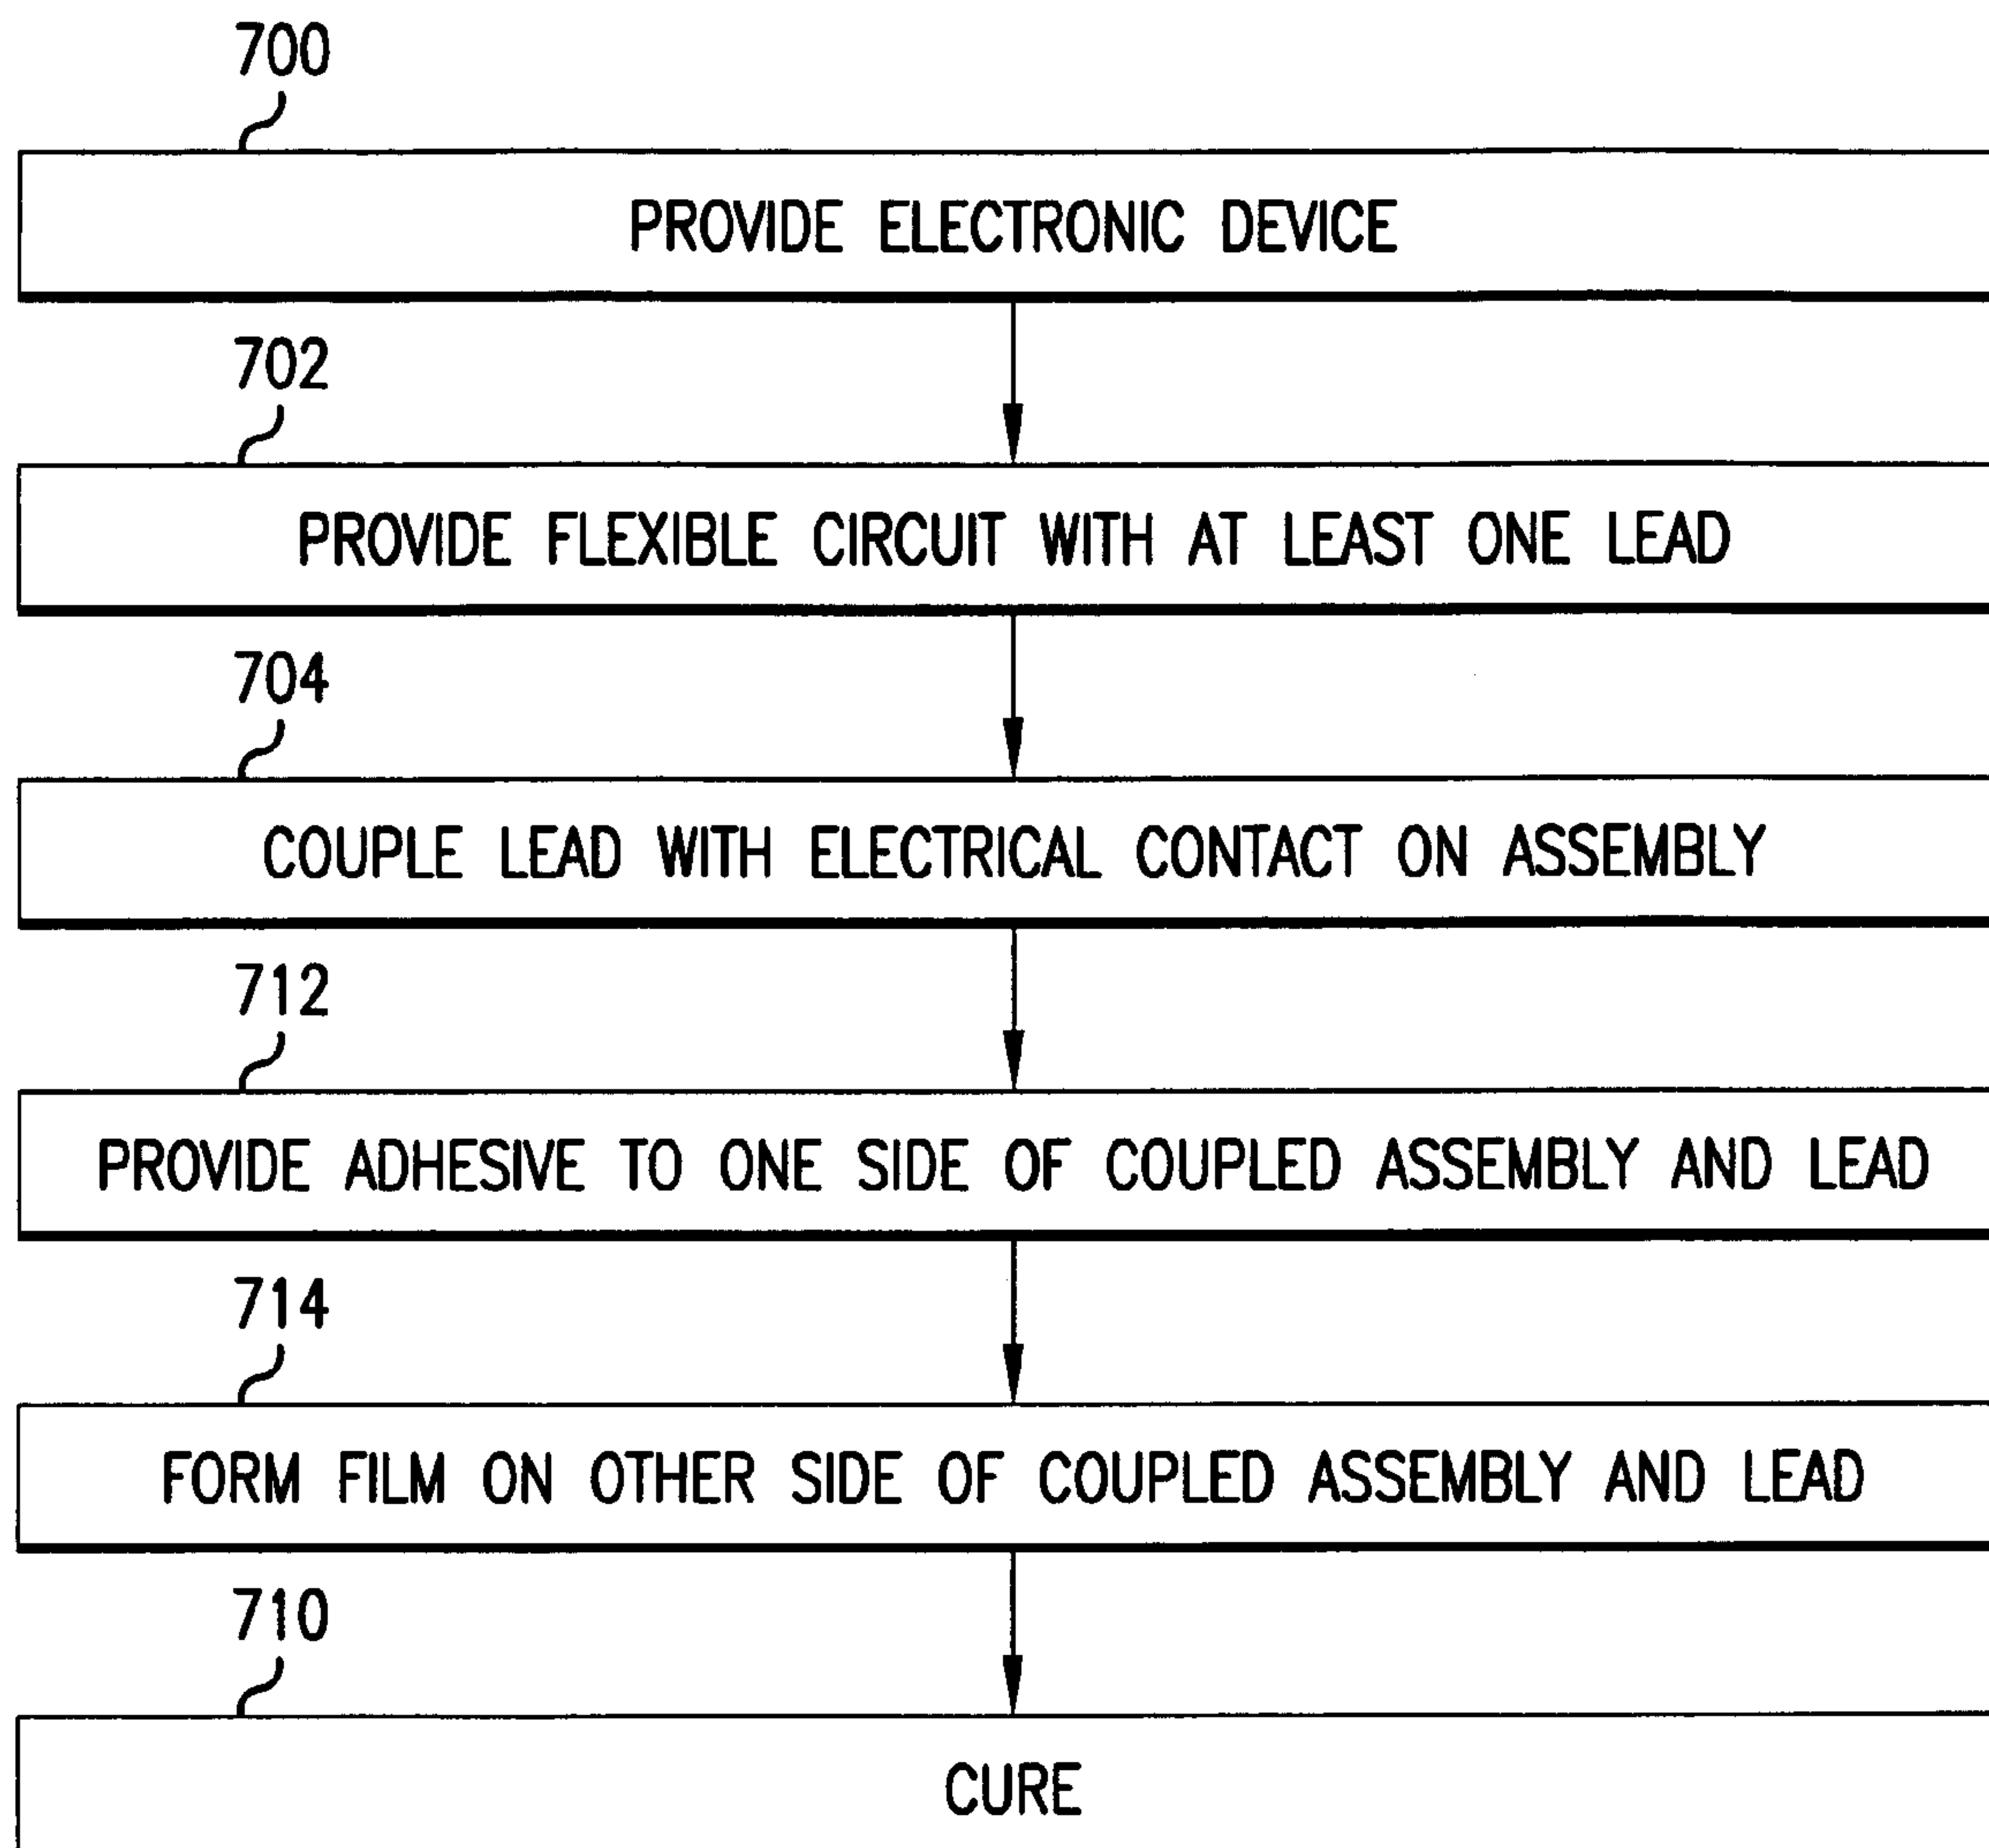 700
PROVIDE ELECTRONIC DEVICE
702
PROVIDE FLEXIBLE CIRCUIT WITH AT LEAST ONE LEAD
704
COUPLE LEAD WITH ELECTRICAL CONTACT ON ASSEMBLY
712
PROVIDE ADHESIVE TO ONE SIDE OF COUPLED ASSEMBLY AND LEAD
714
FORM FILM ON OTHER SIDE OF COUPLED ASSEMBLY AND LEAD
710
CURE